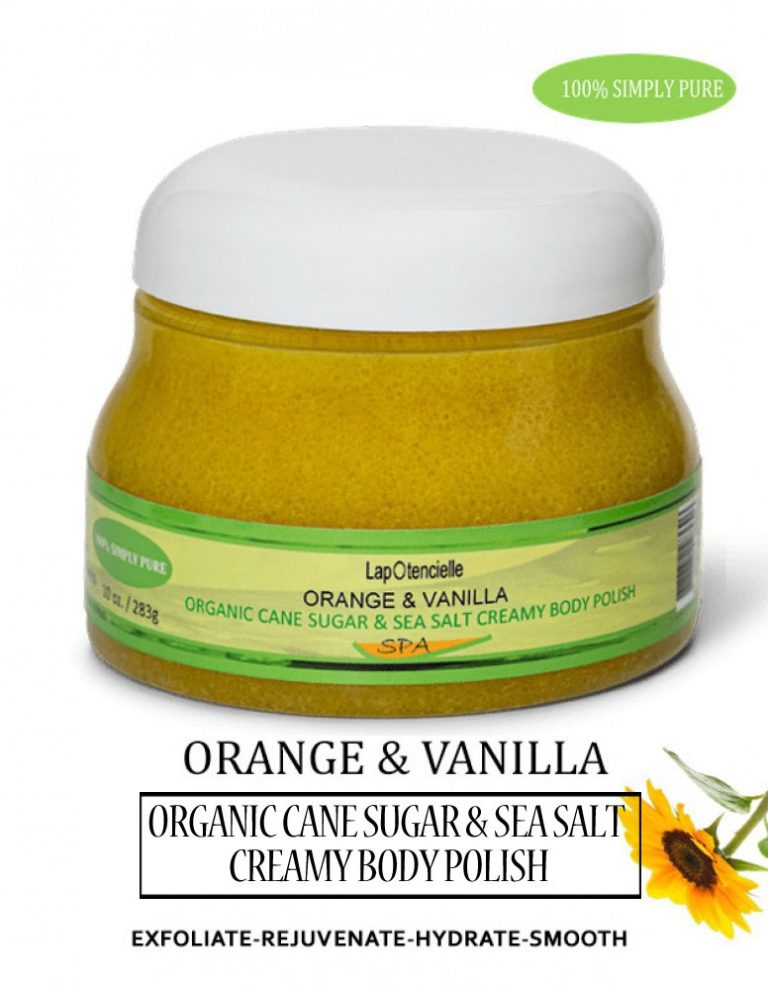 100% SIMPLY PURE
100% SIMPLY PURE
10 oz. / 283g
LapOtencielle
ORANGE & VANILLA
ORGANIC CANE SUGAR & SEA SALT CREAMY BODY POLISH
SPA
ORANGE & VANILLA
ORGANIC CANE SUGAR & SEA SALT
CREAMY BODY POLISH
EXFOLIATE-REJUVENATE-HYDRATE-SMOOTH